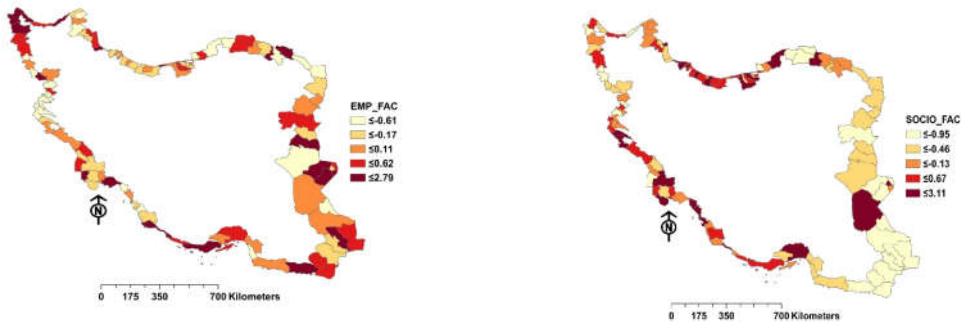 EMP_FAC
≤-0.61
≤-0.17
≤0.11
≤0.62
≤2.79
N
0 175 350 700 Kilometers
SOCIO_FAC
≤-0.95
≤-0.46
≤-0.13
≤0.67
≤3.11
N
0 175 350 700 Kilometers